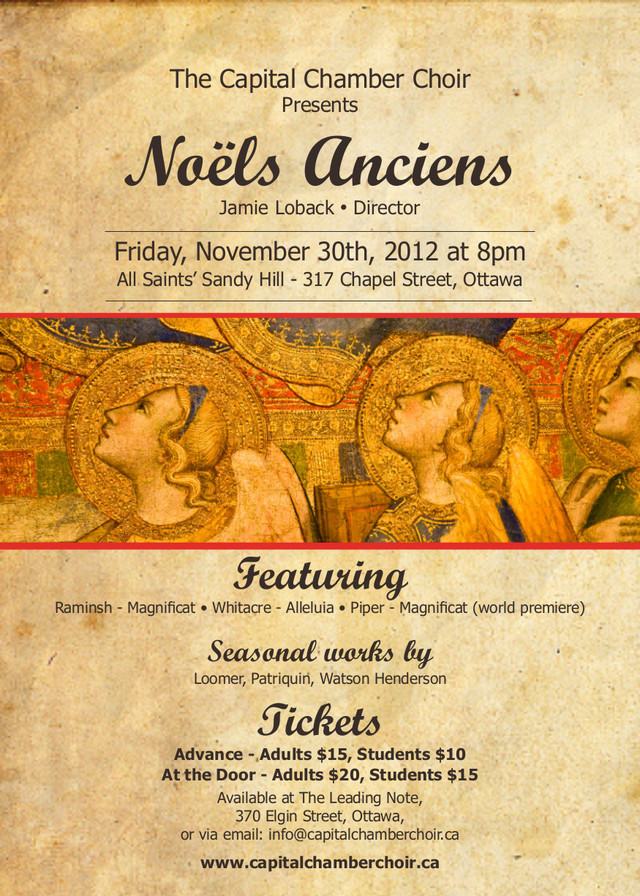 The Capital Chamber Choir
Presents
Noëls Anciens
Jamie Loback • Director
Friday, November 30th, 2012 at 8pm
All Saints’ Sandy Hill - 317 Chapel Street, Ottawa
Featuring
Raminsh - Magnificat • Whitacre - Alleluia • Piper - Magnificat (world premiere)
Seasonal works by
Loomer, Patriquin, Watson Henderson
Tickets
Advance - Adults $15, Students $10
At the Door - Adults $20, Students $15
Available at The Leading Note,
370 Elgin Street, Ottawa,
or via email: info@capitalchamberchoir.ca
www.capitalchamberchoir.ca